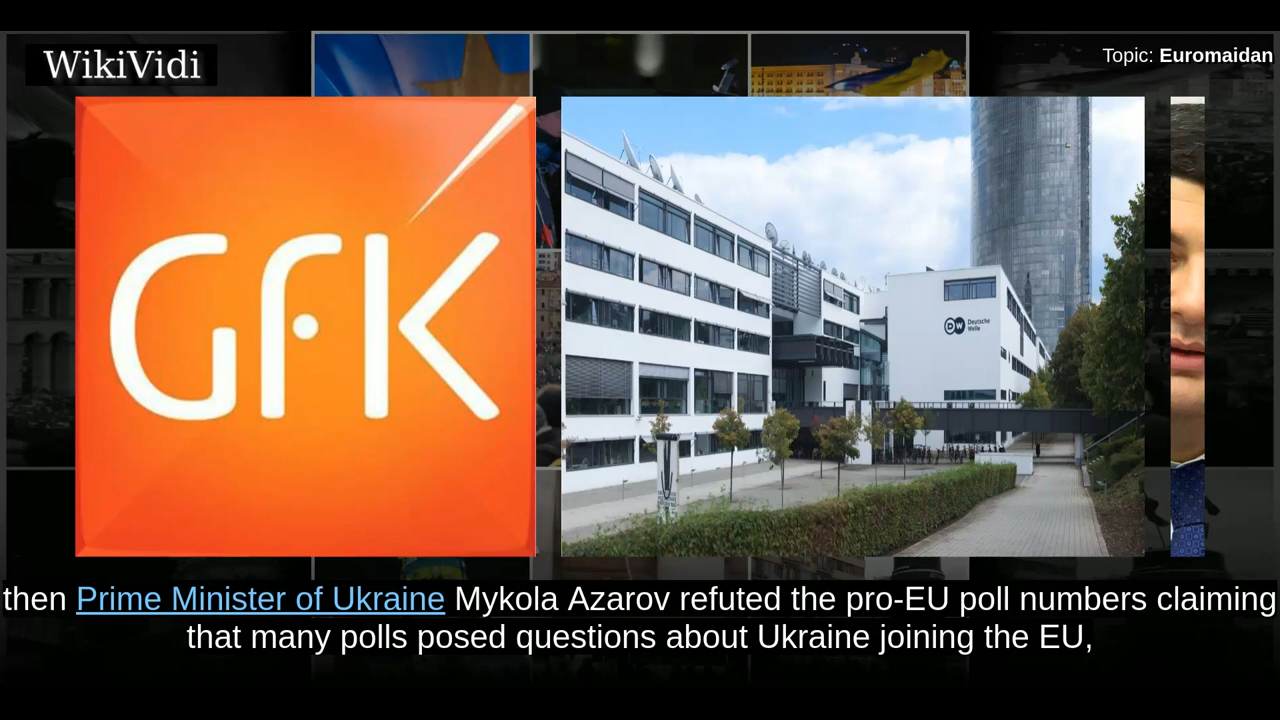 WikiVidi
Topic: Euromaidan
GfK
DW Deutsche
Welle
then Prime Minister of Ukraine Mykola Azarov refuted the pro-EU poll numbers claiming
that many polls posed questions about Ukraine joining the EU,